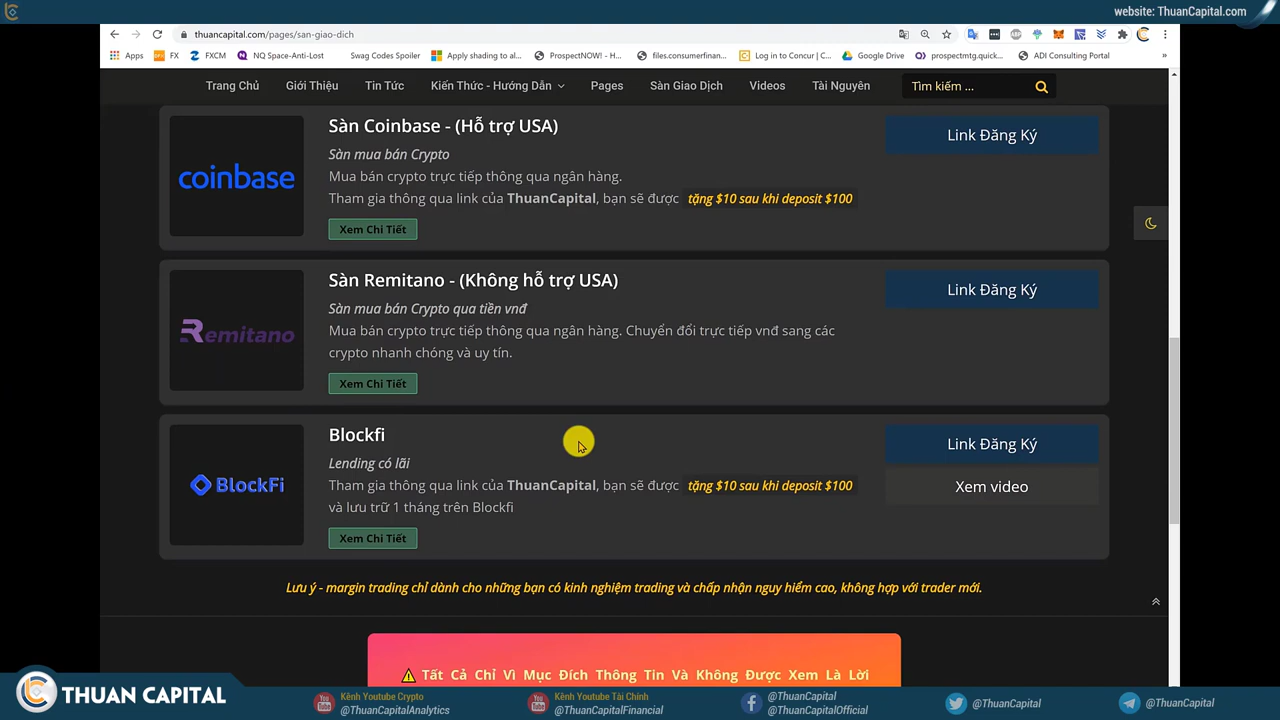 website: ThuanCapital.com
thuancapital.com/pages/san-giao-dich
Apps
FX
FXCM
NQ Space-Anti-Lost
Swag Codes Spoiler
Apply shading to al...
ProspectNOW! - H...
files.consumerfinan...
Log in to Concur | C...
Google Drive
prospectmtg.quick...
ADI Consulting Portal
»
Trang Chủ
Giới Thiệu
Tin Tức
Kiến Thức - Hướng Dẫn
Pages
Sàn Giao Dịch
Videos
Tài Nguyên
Tìm kiếm ...
coinbase
Sàn Coinbase - (Hỗ trợ USA)
Sàn mua bán Crypto
Mua bán crypto trực tiếp thông qua ngân hàng.
Tham gia thông qua link của ThuanCapital, bạn sẽ được tặng $10 sau khi deposit $100
Xem Chi Tiết
Link Đăng Ký
Remitano
Sàn Remitano - (Không hỗ trợ USA)
Sàn mua bán Crypto qua tiền vnđ
Mua bán crypto trực tiếp thông qua ngân hàng. Chuyển đổi trực tiếp vnđ sang các
crypto nhanh chóng và uy tín.
Xem Chi Tiết
Link Đăng Ký
BlockFi
Blockfi
Lending có lãi
Tham gia thông qua link của ThuanCapital, bạn sẽ được tặng $10 sau khi deposit $100
và lưu trữ 1 tháng trên Blockfi
Xem Chi Tiết
Link Đăng Ký
Xem video
Lưu ý - margin trading chỉ dành cho những bạn có kinh nghiệm trading và chấp nhận nguy hiểm cao, không hợp với trader mới.
Tất Cả Chỉ Vì Mục Đích Thông Tin Và Không Được Xem Là Lời
THUAN CAPITAL
Kênh Youtube Crypto
@ThuanCapitalAnalytics
Kênh Youtube Tài Chính
@ThuanCapitalFinancial
@ThuanCapital
@ThuanCapitalOfficial
@ThuanCapital
@ThuanCapital